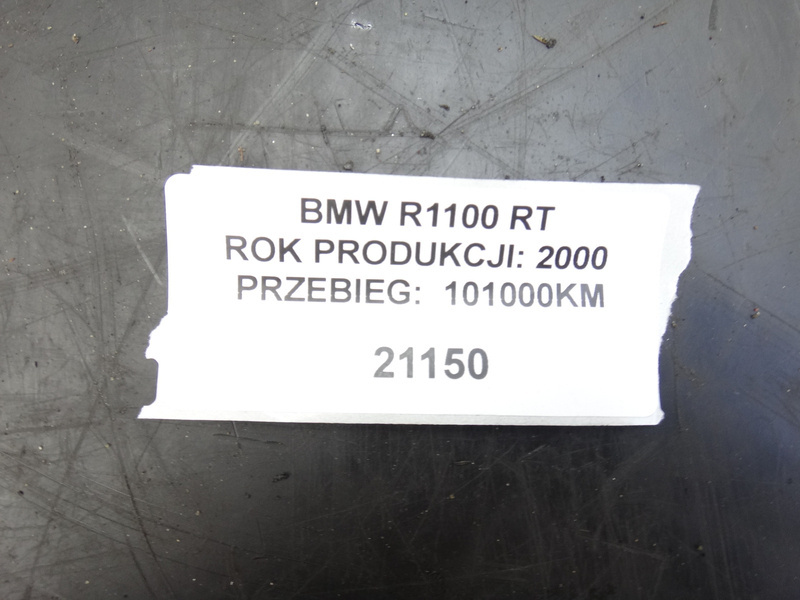 BMW R1100 RT
ROK PRODUKCJI: 2000
PRZEBIEG: 101000KM
21150